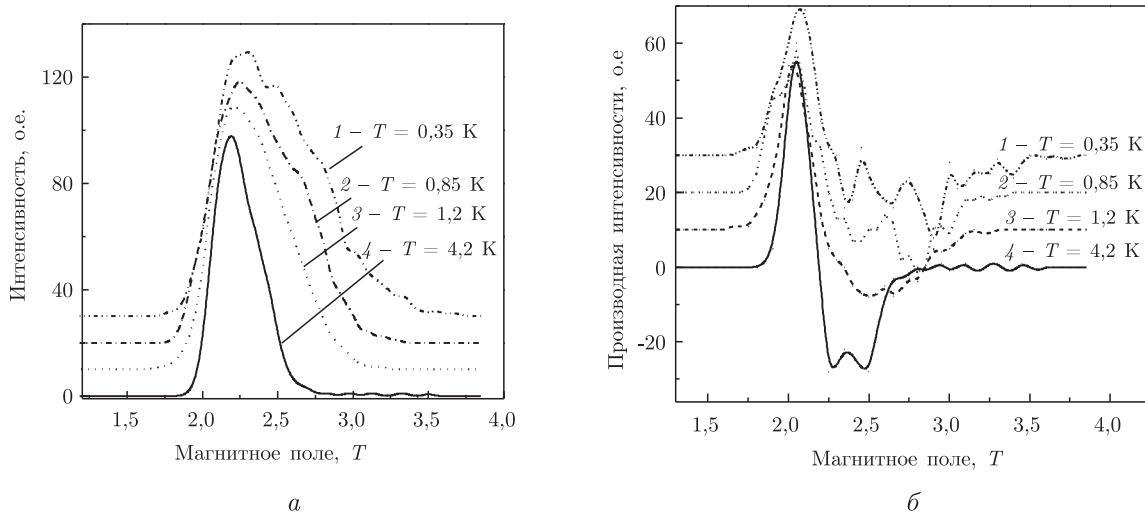 Интенсивность, о.е.
120
80
40
0
1,5
2,0
2,5
3,0
3,5
4,0
Магнитное поле, T
1 – T = 0,35 К
2 – T = 0,85 К
3 – T = 1,2 К
4 – T = 4,2 К
а
Производная интенсивности, о.е
60
40
20
0
-20
1,5
2,0
2,5
3,0
3,5
4,0
Магнитное поле, T
1 – T = 0,35 К
2 – T = 0,85 К
3 – T = 1,2 К
4 – T = 4,2 К
б